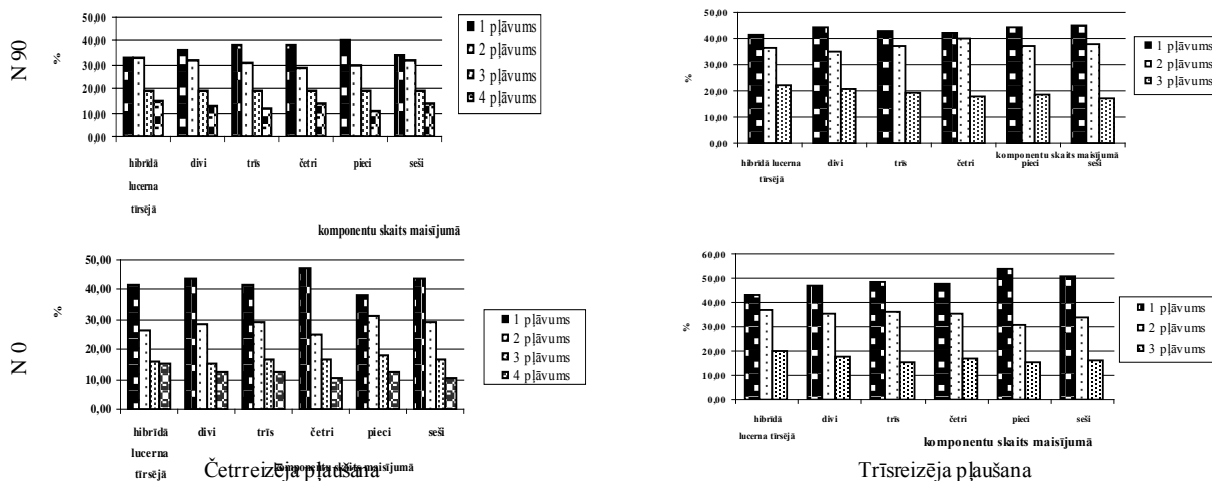 N 90
%
50,00
40,00
30,00
20,00
10,00
0,00
hibrīdā lucerna tīrsējā
divi
trīs
četri
pieci
seši
komponentu skaits maisījumā
1 pļāvums
2 pļāvums
3 pļāvums
4 pļāvums
%
50,00
40,00
30,00
20,00
10,00
0,00
hibrīdā lucerna tīrsējā
divi
trīs
četri
pieci
seši
komponentu skaits maisījumā
1 pļāvums
2 pļāvums
3 pļāvums
N 0
%
50,00
40,00
30,00
20,00
10,00
0,00
hibrīdā lucerna tīrsējā
divi
trīs
četri
pieci
seši
komponentu skaits maisījumā
1 pļāvums
2 pļāvums
3 pļāvums
4 pļāvums
Četrreizēja pļaušana
%
60,00
50,00
40,00
30,00
20,00
10,00
0,00
hibrīdā lucerna tīrsējā
divi
trīs
četri
pieci
seši
komponentu skaits maisījumā
1 pļāvums
2 pļāvums
3 pļāvums
Trīsreizēja pļaušana